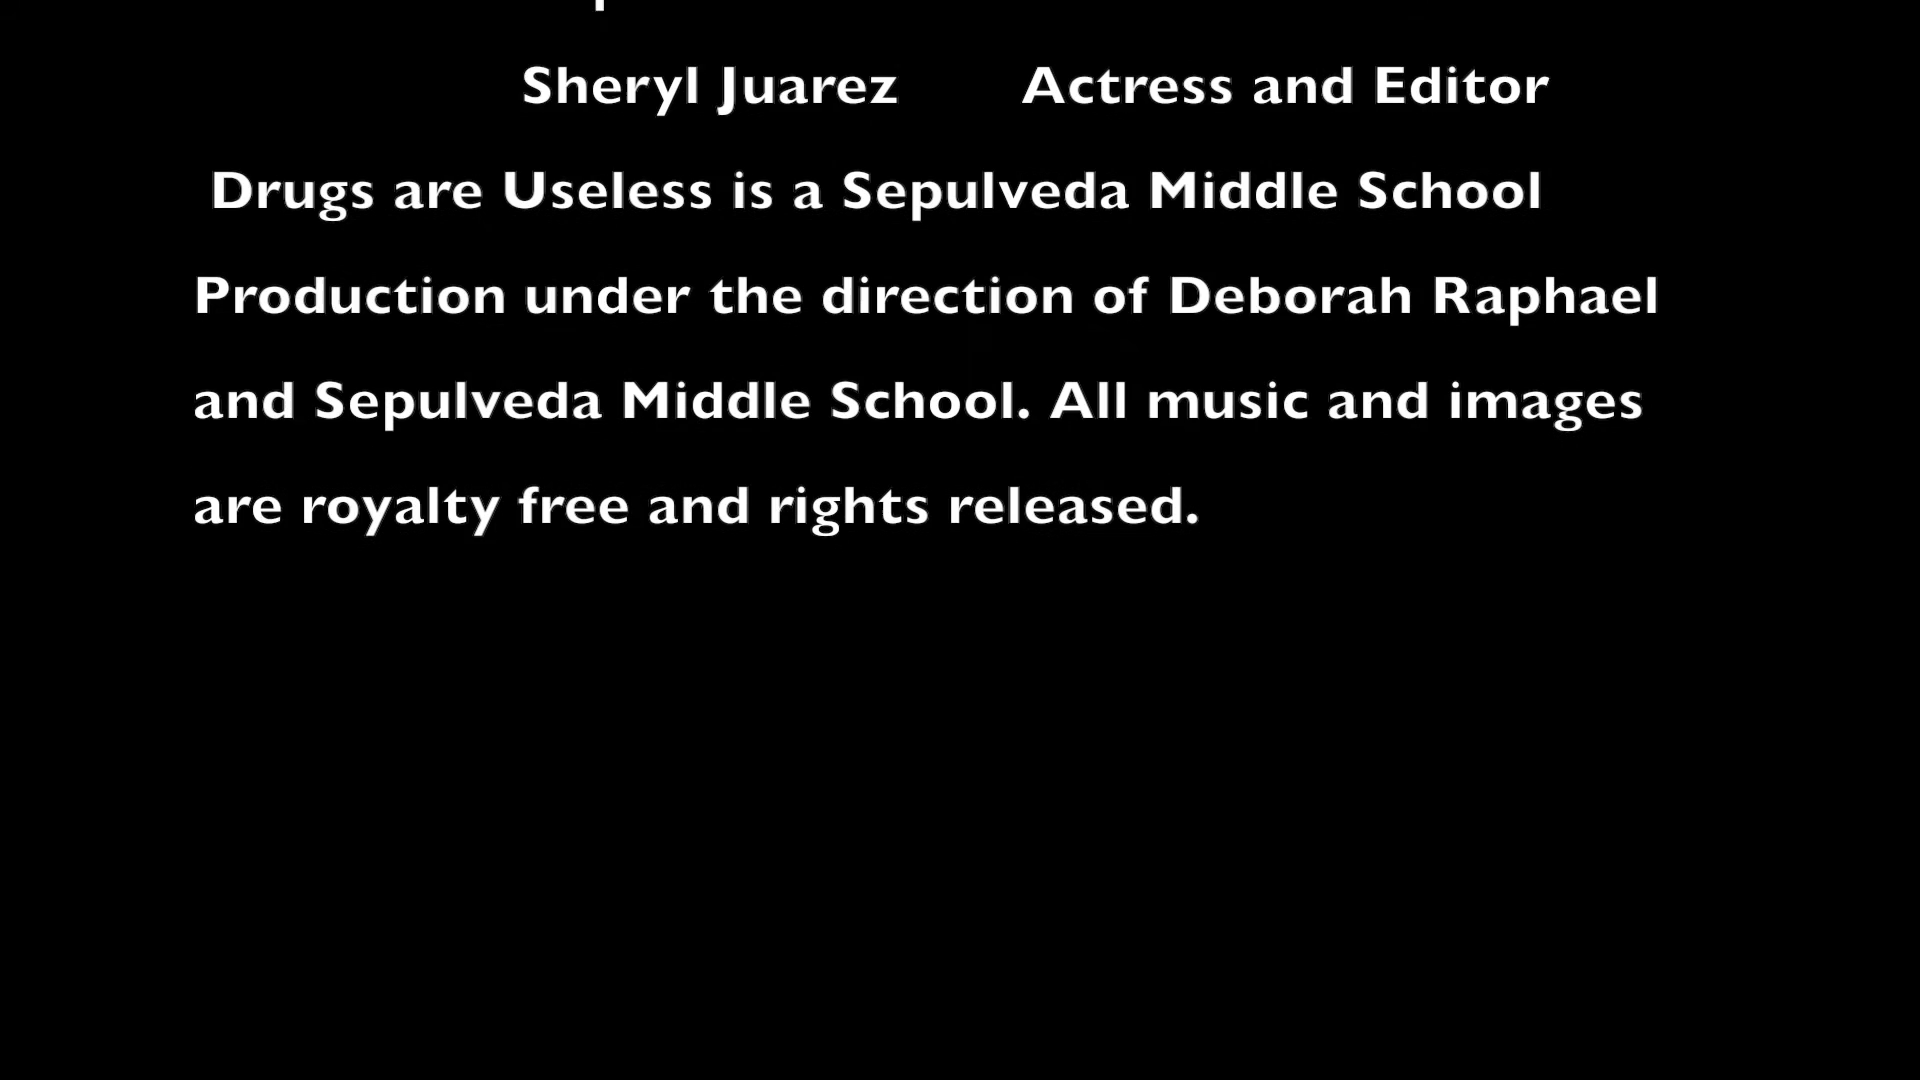 Sheryl Juarez Actress and Editor
Drugs are Useless is a Sepulveda Middle School
Production under the direction of Deborah Raphael
and Sepulveda Middle School. All music and images
are royalty free and rights released.